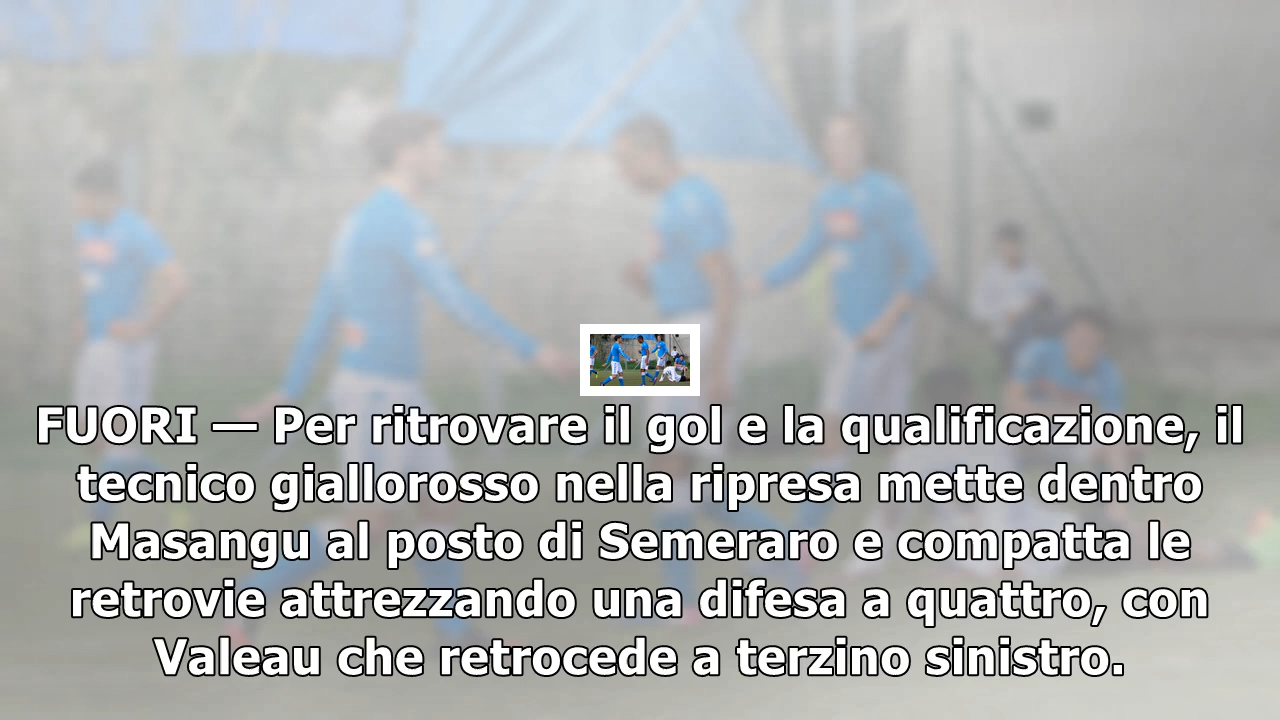 FUORI — Per ritrovare il gol e la qualificazione, il
tecnico giallorosso nella ripresa mette dentro
Masangu al posto di Semeraro e compatta le
retrovie attrezzando una difesa a quattro, con
Valeau che retrocede a terzino sinistro.